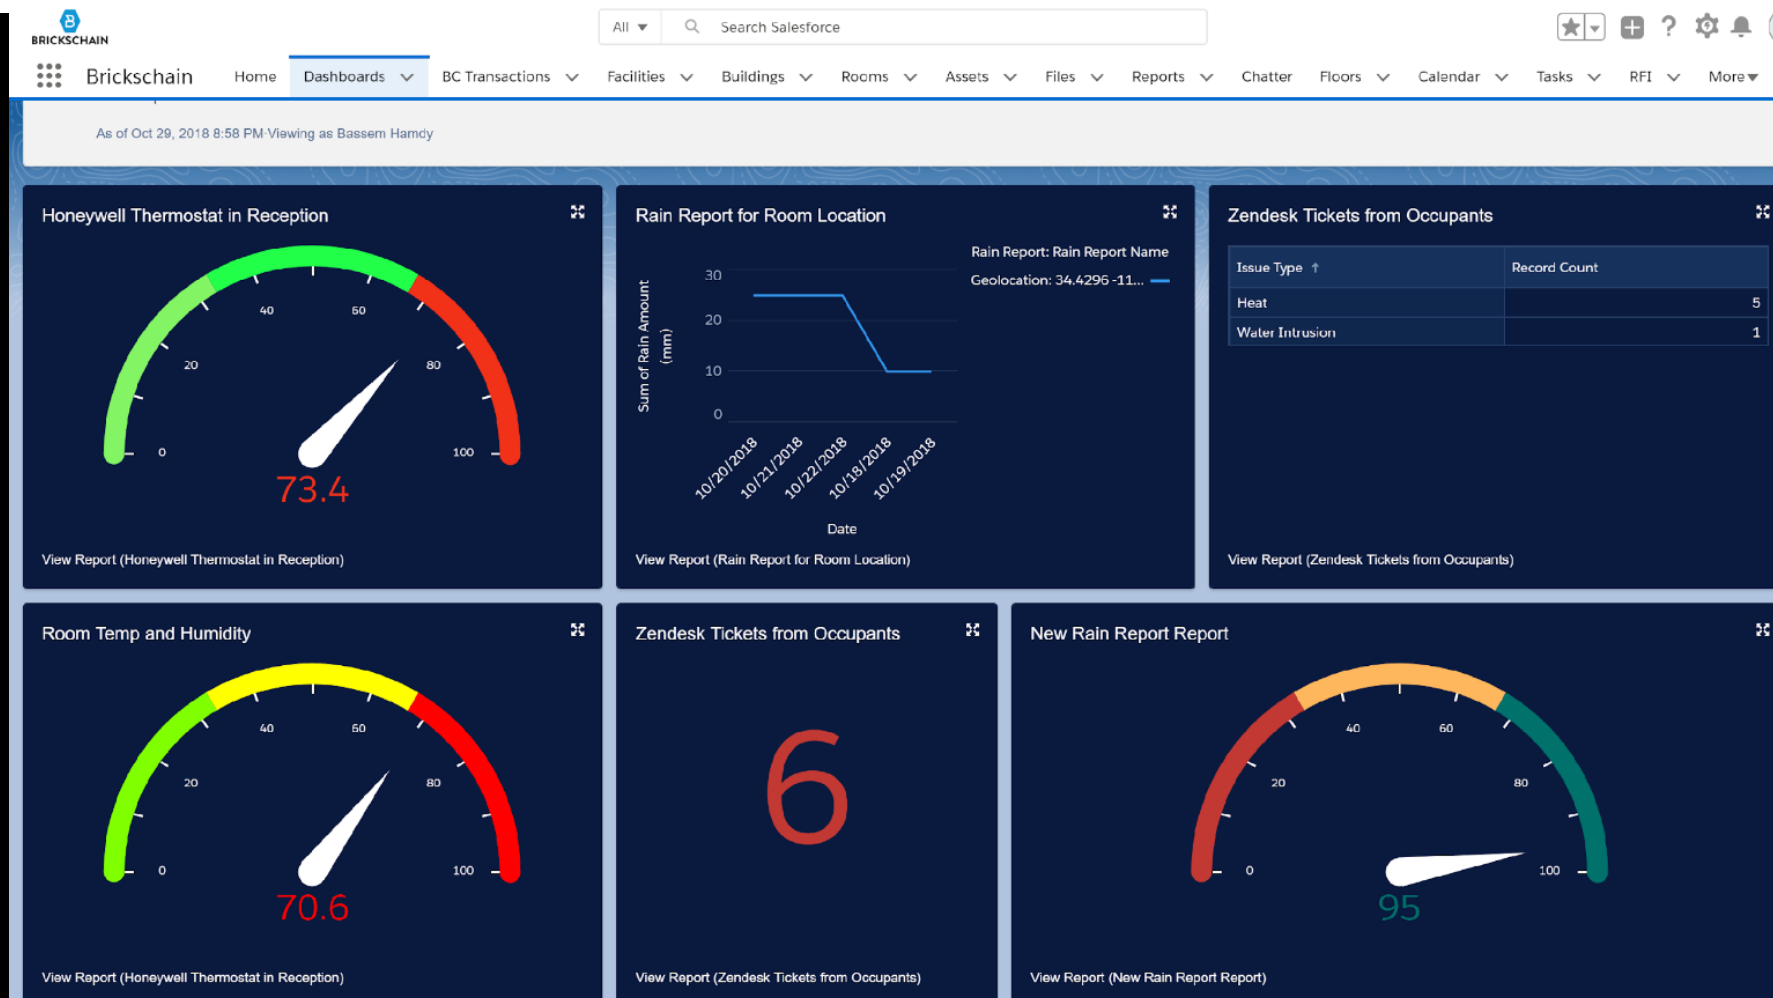 BRICKSCHAIN
All
Search Salesforce
Brickschain Home Dashboards BC Transactions Facilities Buildings Rooms Assets Files Reports Chatter Floors Calendar Tasks RFI More
As of Oct 29, 2018 8:58 PM·Viewing as Bassem Hamdy
Honeywell Thermostat in Reception
0
20
40
60
80
100
73.4
View Report (Honeywell Thermostat in Reception)
Rain Report for Room Location
Rain Report: Rain Report Name
Geolocation: 34.4296 -11...
Sum of Rain Amount
(mm)
30
20
10
0
10/20/2018
10/21/2018
10/22/2018
10/18/2018
10/19/2018
Date
View Report (Rain Report for Room Location)
Zendesk Tickets from Occupants
Issue Type ↑ Record Count
Heat 5
Water Intrusion 1
View Report (Zendesk Tickets from Occupants)
Room Temp and Humidity
0
20
40
60
80
100
70.6
View Report (Honeywell Thermostat in Reception)
Zendesk Tickets from Occupants
6
View Report (Zendesk Tickets from Occupants)
New Rain Report Report
0
20
40
60
80
100
95
View Report (New Rain Report Report)